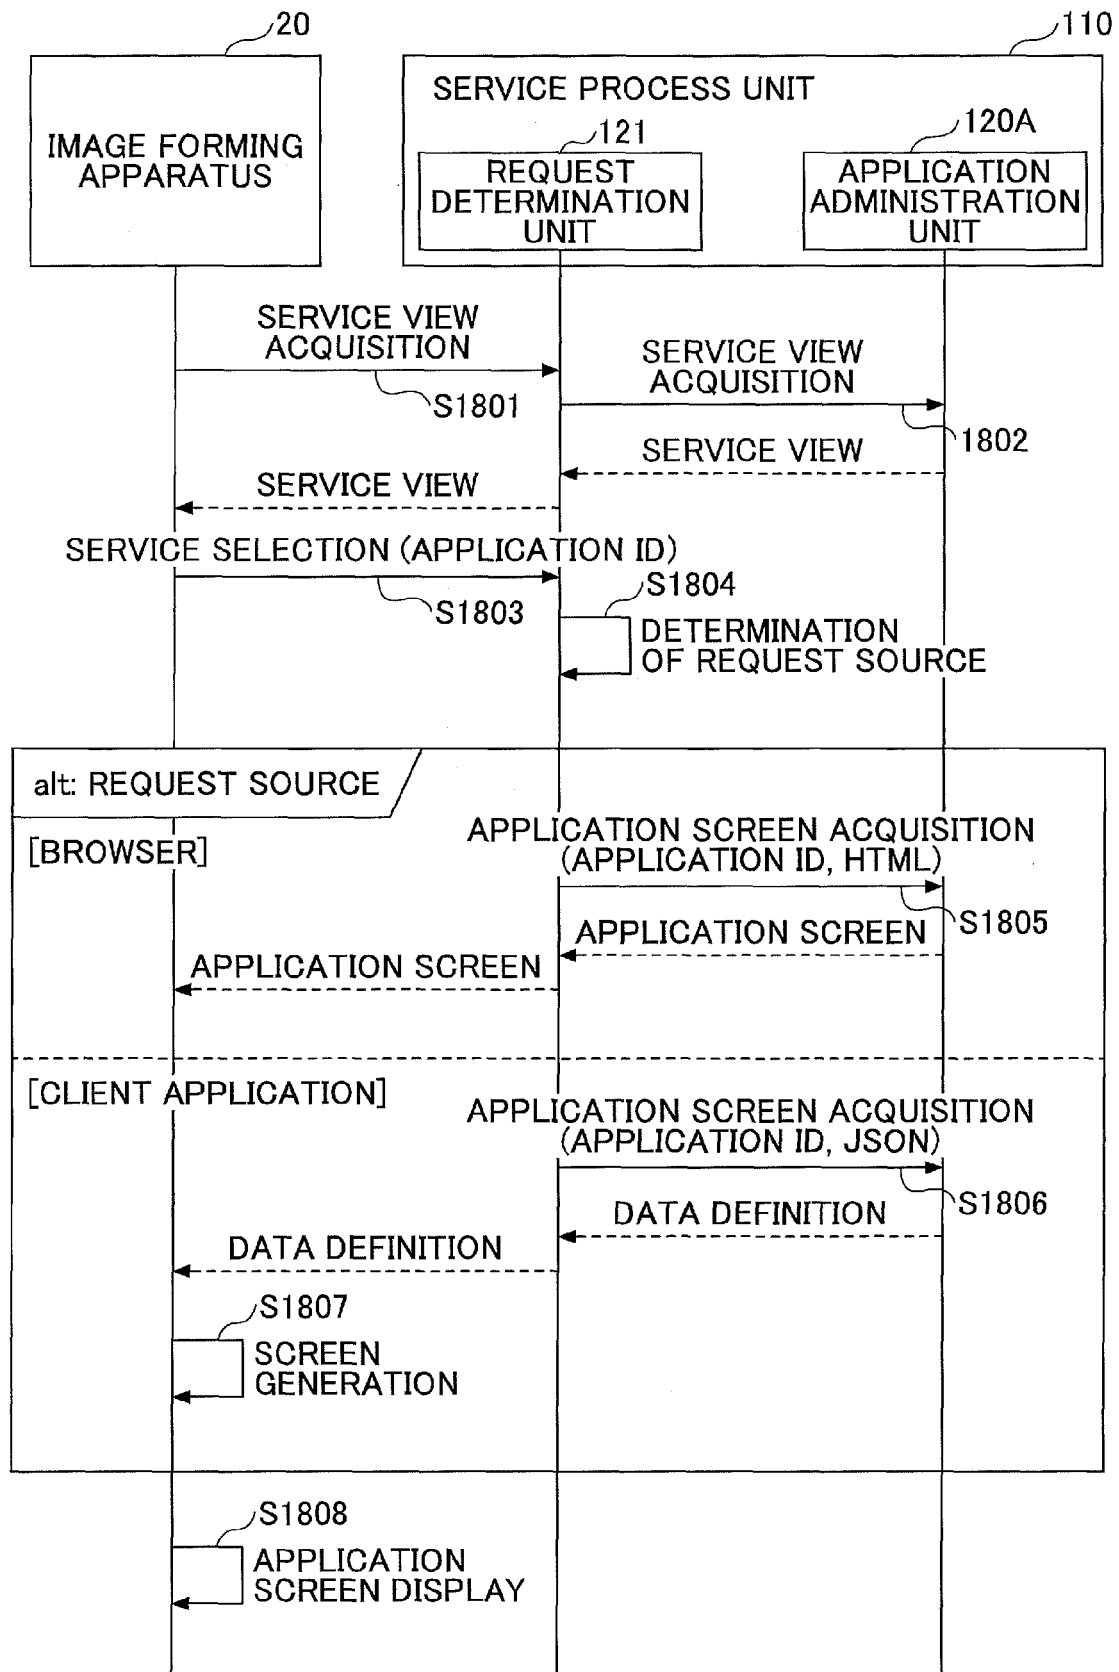 20
110
IMAGE FORMING
APPARATUS
SERVICE PROCESS UNIT
121
120A
REQUEST
DETERMINATION
UNIT
APPLICATION
ADMINISTRATION
UNIT
SERVICE VIEW
ACQUISITION
S1801
SERVICE VIEW
ACQUISITION
1802
SERVICE VIEW
SERVICE VIEW
SERVICE SELECTION (APPLICATION ID)
S1803
S1804
DETERMINATION
OF REQUEST SOURCE
alt: REQUEST SOURCE
[BROWSER]
APPLICATION SCREEN ACQUISITION
(APPLICATION ID, HTML)
S1805
APPLICATION SCREEN
APPLICATION SCREEN
[CLIENT APPLICATION]
APPLICATION SCREEN ACQUISITION
(APPLICATION ID, JSON)
S1806
DATA DEFINITION
DATA DEFINITION
S1807
SCREEN
GENERATION
S1808
APPLICATION
SCREEN DISPLAY